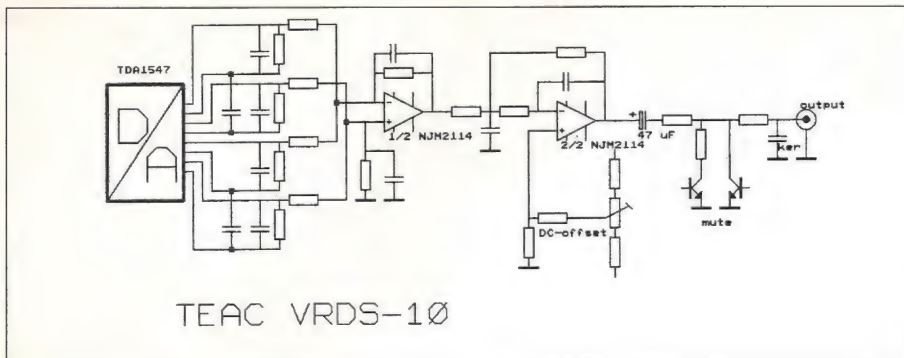 TDA1547
D
A
1/2 NJM2114
2/2 NJM2114
+
47 uF
output
ker
mute
DC-offset
TEAC VRDS-10